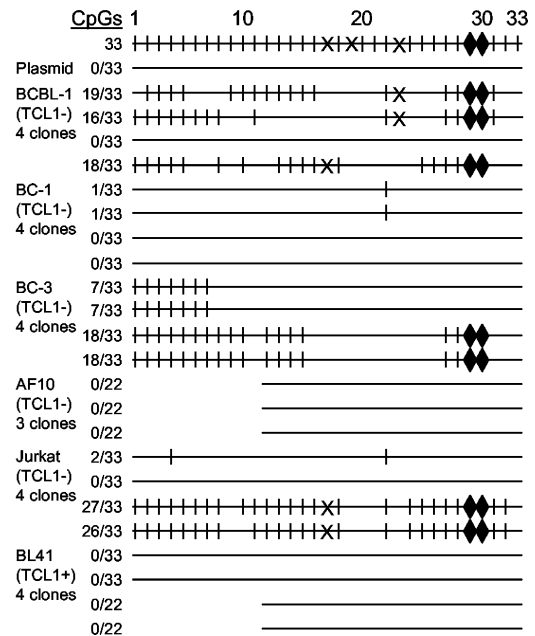 CpGs 1 10 20 30 33
33
Plasmid 0/33
BCBL-1 19/33
(TCL1-) 16/33
4 clones
0/33
18/33
BC-1 1/33
(TCL1-) 1/33
4 clones 0/33
0/33
BC-3 7/33
(TCL1-) 7/33
4 clones 18/33
18/33
AF10 0/22
(TCL1-) 0/22
3 clones 0/22
Jurkat 2/33
(TCL1-) 0/33
4 clones
27/33
26/33
BL41 0/33
(TCL1+) 0/33
4 clones 0/22
0/22